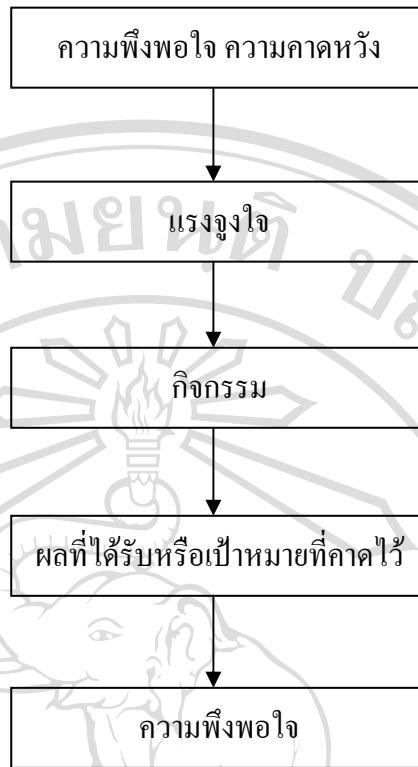 ความพึงพอใจ ความคาดหวัง
แรงจูงใจ
กิจกรรม
ผลที่ได้รับหรือเป้าหมายที่คาดไว้
ความพึงพอใจ